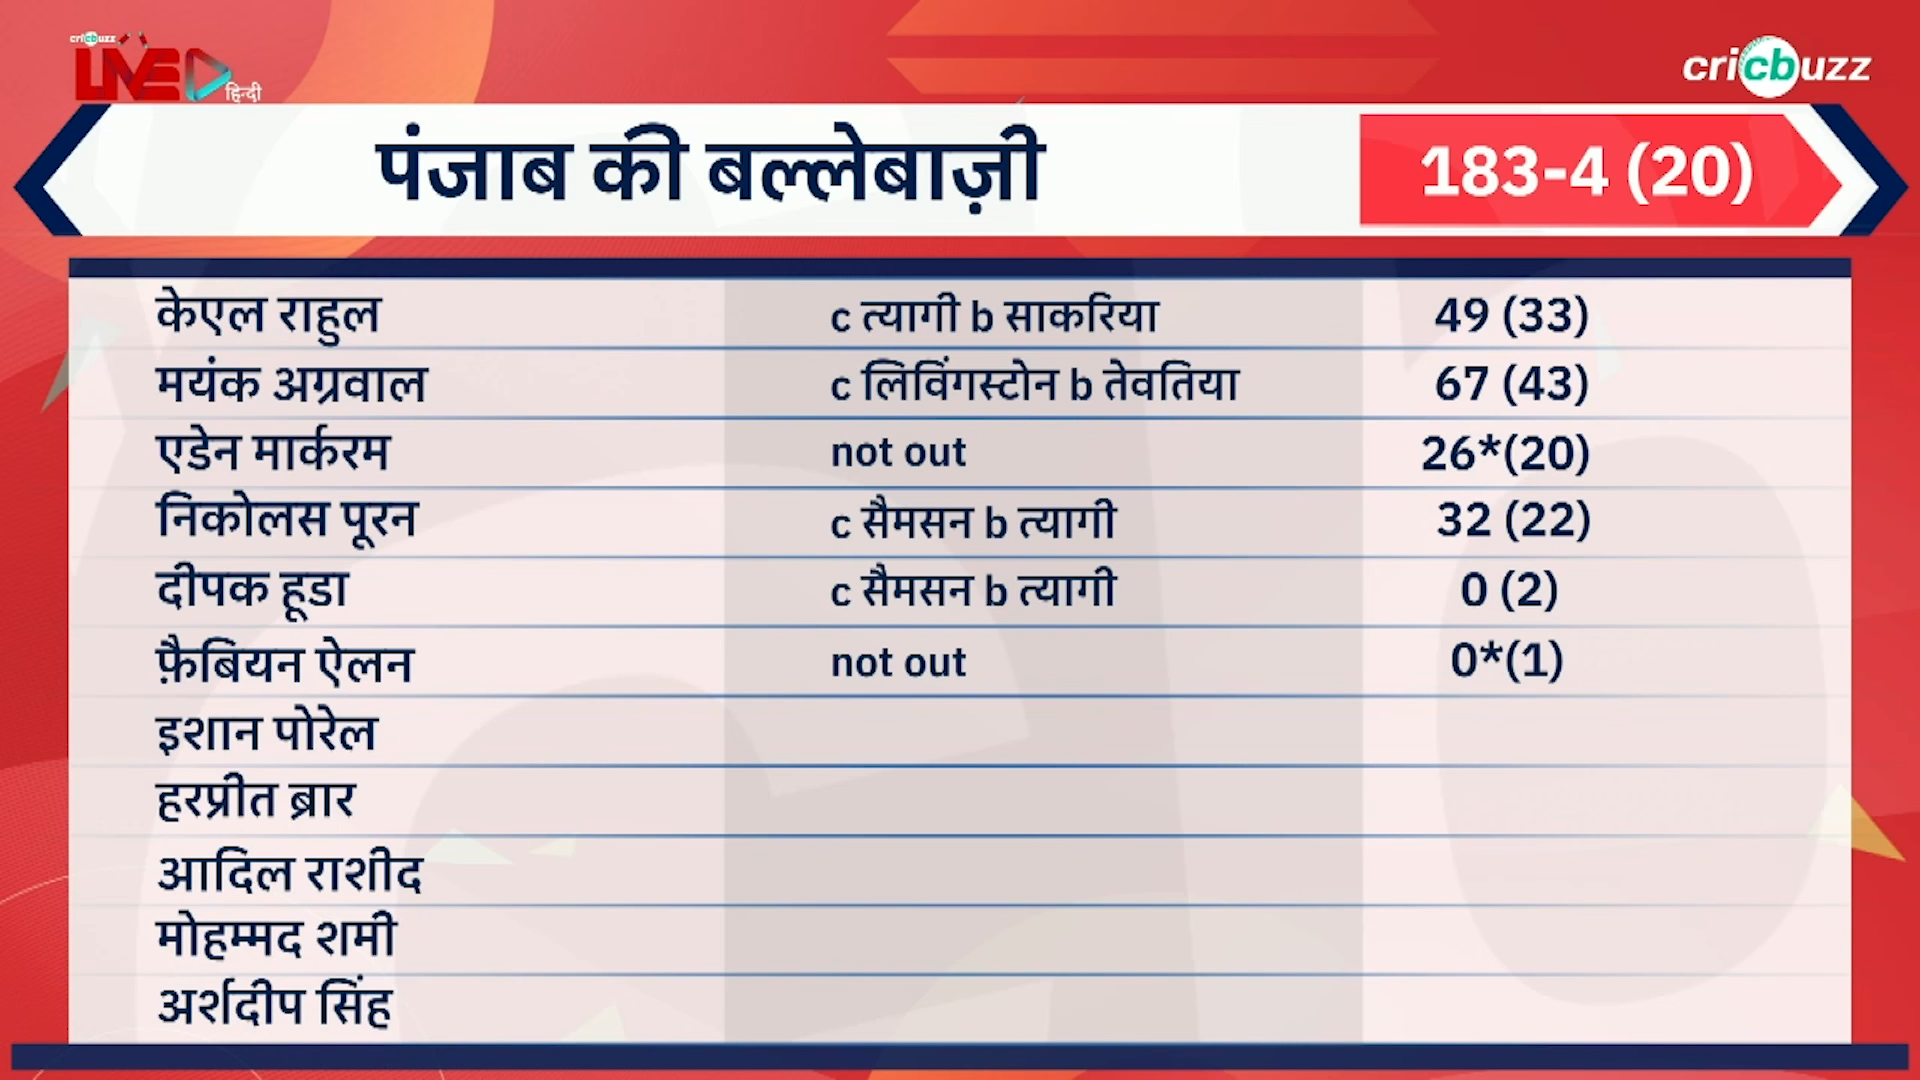 cricbuzz
LIVE हिन्दी
cricbuzz
पंजाब की बल्लेबाज़ी 183-4 (20)
केएल राहुल c त्यागी b साकरिया 49 (33)
मयंक अग्रवाल c लिविंगस्टोन b तेवतिया 67 (43)
एडेन मार्करम not out 26*(20)
निकोलस पूरन c सैमसन b त्यागी 32 (22)
दीपक हूडा c सैमसन b त्यागी 0 (2)
फ़ैबियन ऐलन not out 0*(1)
इशान पोरेल
हरप्रीत ब्रार
आदिल राशीद
मोहम्मद शमी
अर्शदीप सिंह